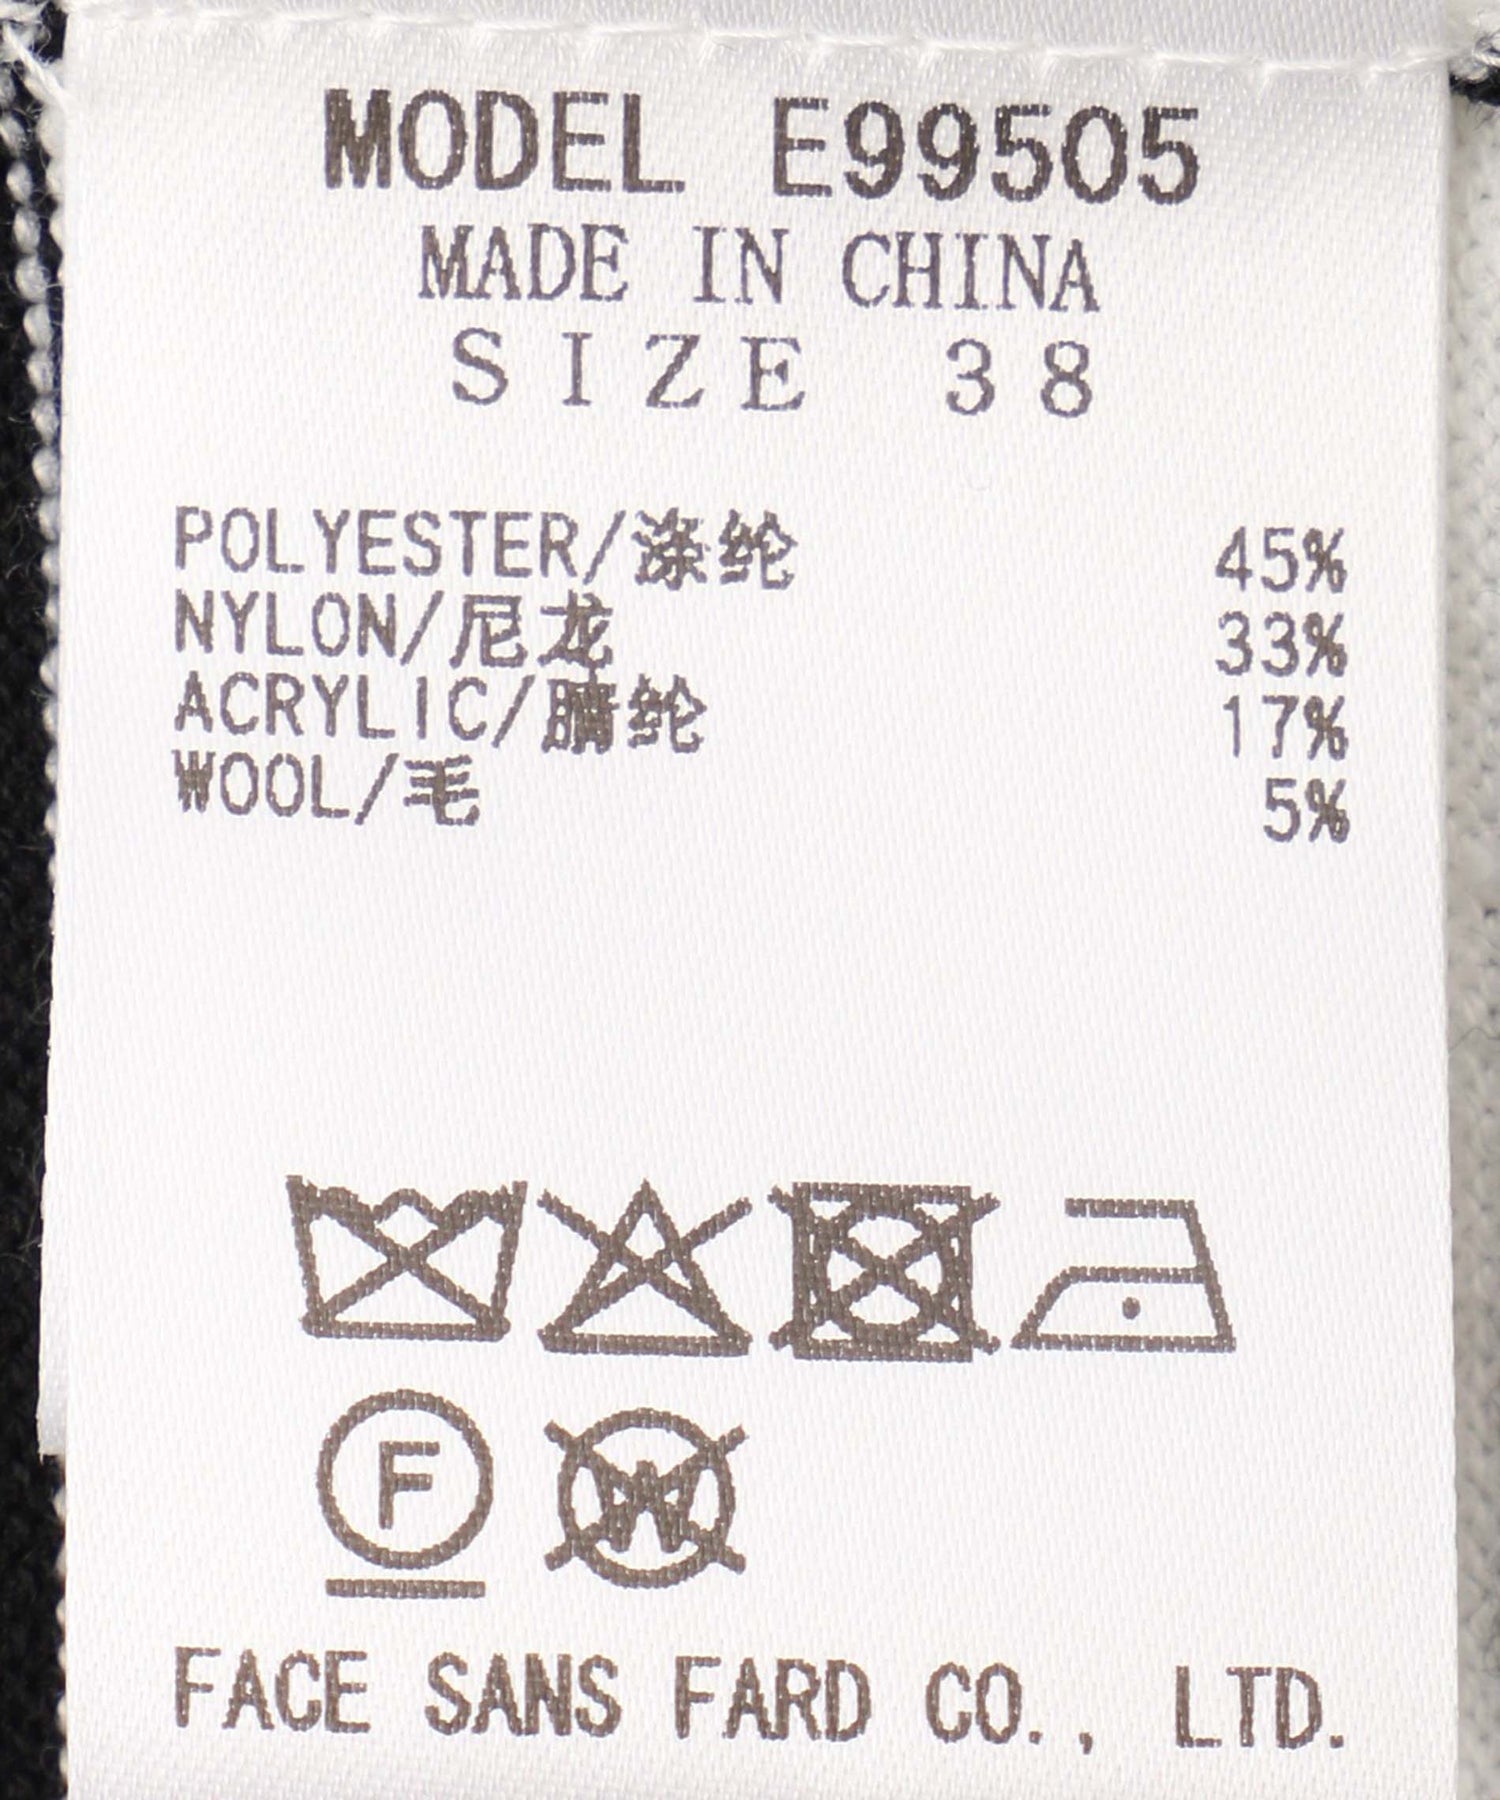 MODEL E99505
MADE IN CHINA
SIZE 38
POLYESTER/涤纶 45%
NYLON/尼龙 33%
ACRYLIC/腈纶 17%
WOOL/毛 5%
F W
FACE SANS FARD CO., LTD.